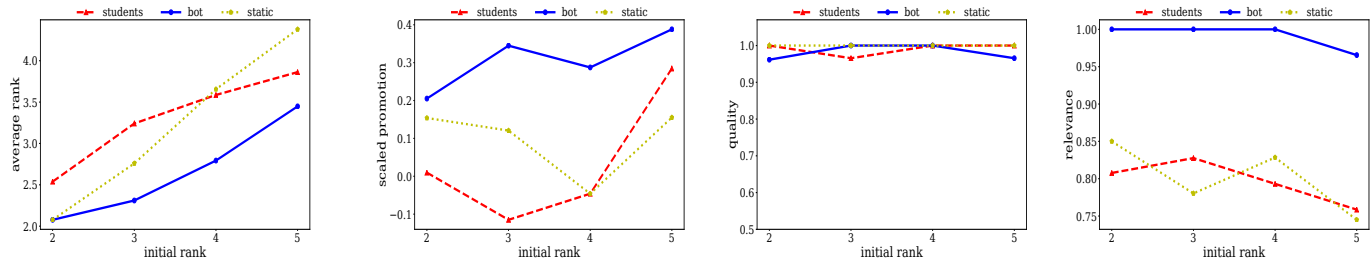 students bot static
average rank
4.0
3.5
3.0
2.5
2.0
2 3 4 5
initial rank
students bot static
scaled promotion
0.4
0.3
0.2
0.1
0.0
−0.1
2 3 4 5
initial rank
students bot static
quality
1.0
0.9
0.8
0.7
0.6
0.5
2 3 4 5
initial rank
students bot static
relevance
1.00
0.95
0.90
0.85
0.80
0.75
2 3 4 5
initial rank